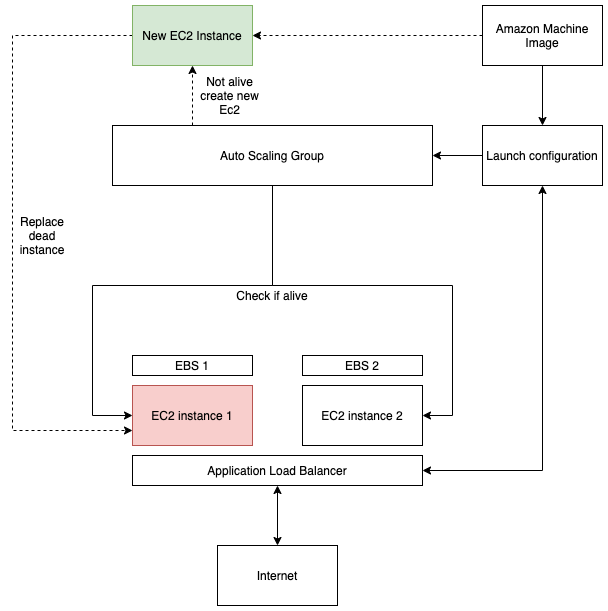 New EC2 Instance
Amazon Machine
Image
Not alive
create new
Ec2
Auto Scaling Group
Launch configuration
Replace
dead
instance
Check if alive
EBS 1
EBS 2
EC2 instance 1
EC2 instance 2
Application Load Balancer
Internet